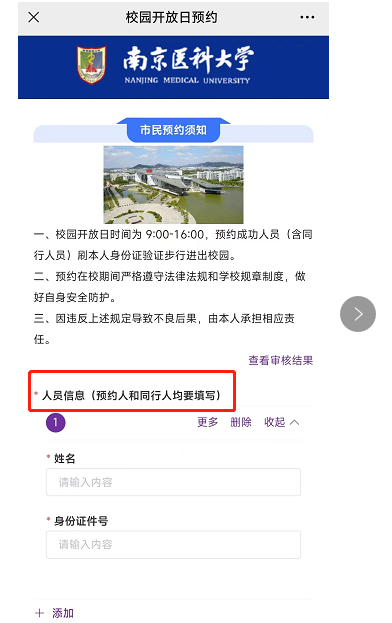 校园开放日预约
南京医科大学
NANJING MEDICAL UNIVERSITY
市民预约须知
一、校园开放日时间为 9:00-16:00，预约成功人员（含同
行人员）刷本人身份证验证步行进出校园。
二、预约在校期间严格遵守法律法规和学校规章制度，做
好自身安全防护。
三、因违反上述规定导致不良后果，由本人承担相应责
任。
查看审核结果
* 人员信息（预约人和同行人均要填写）
1 更多 删除 收起
* 姓名
请输入内容
* 身份证件号
请输入内容
+ 添加